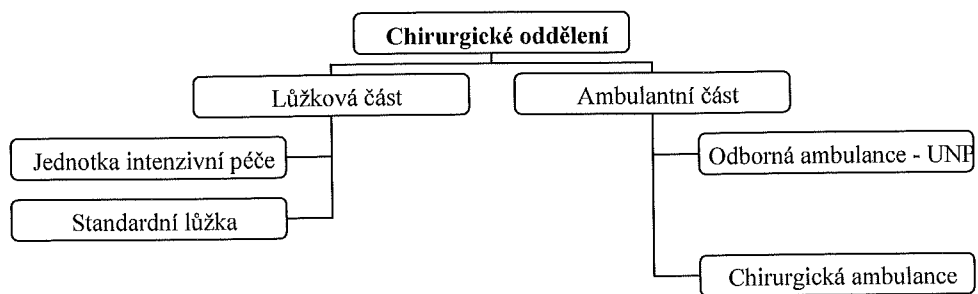 Chirurgické oddělení
Lůžková část
Ambulantní část
Jednotka intenzivní péče
Odborná ambulance - UNP
Standardní lůžka
Chirurgická ambulance